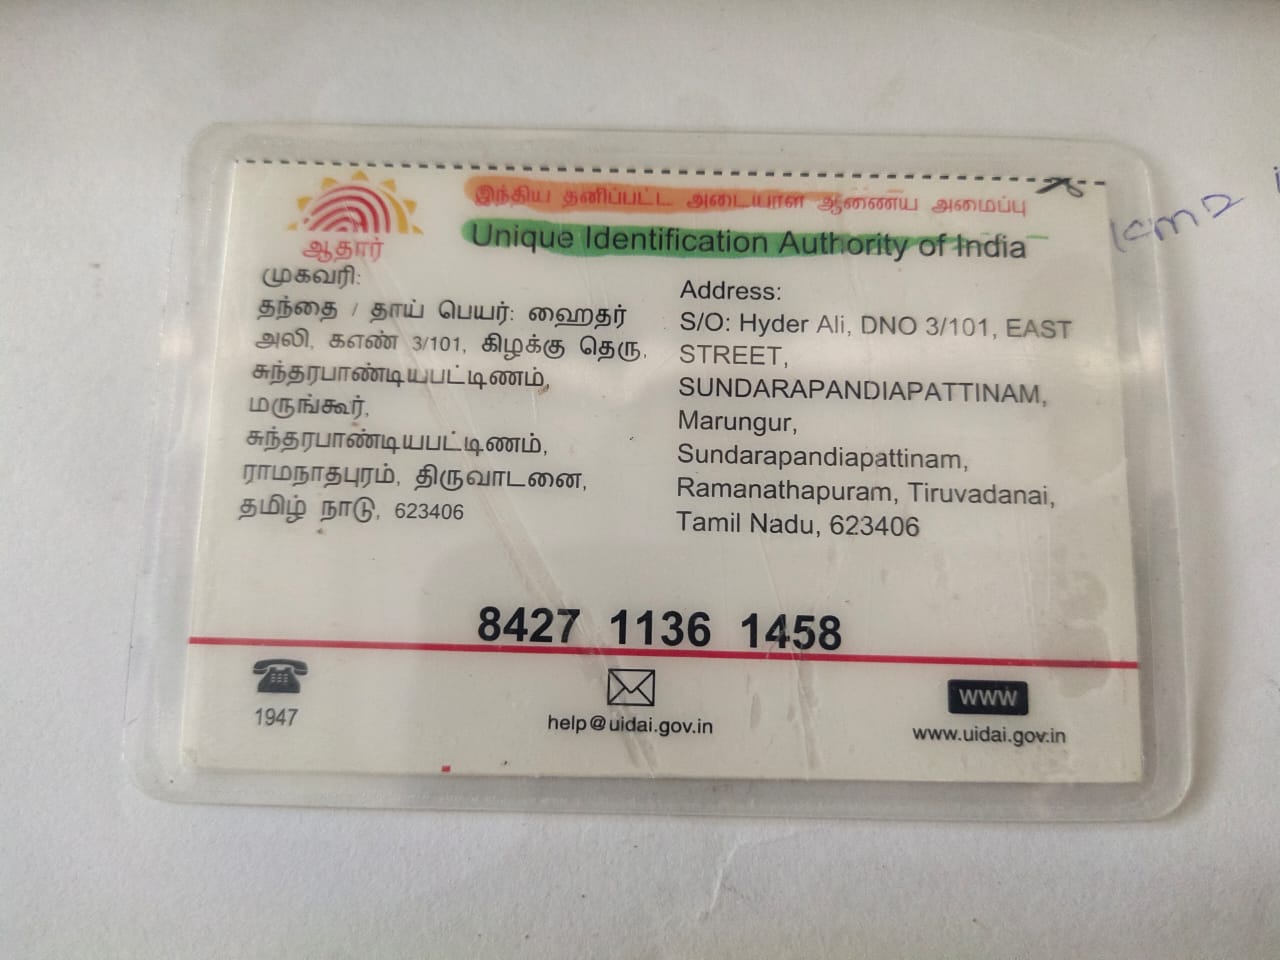 இந்திய தனிப்பட்ட அடையாள ஆணைய அமைப்பு
Unique Identification Authority of India
ஆதார்
முகவரி:
தந்தை / தாய் பெயர்: ஹைதர்
அலி, கஎண் 3/101, கிழக்கு தெரு,
சுந்தரபாண்டியபட்டிணம்,
மருங்கூர்,
சுந்தரபாண்டியபட்டிணம்,
ராமநாதபுரம், திருவாடனை,
தமிழ் நாடு, 623406
Address:
S/O: Hyder Ali, DNO 3/101, EAST
STREET,
SUNDARAPANDIAPATTINAM,
Marungur,
Sundarapandiapattinam,
Ramanathapuram, Tiruvadanai,
Tamil Nadu, 623406
8427 1136 1458
1947
help@uidai.gov.in
WWW
www.uidai.gov.in